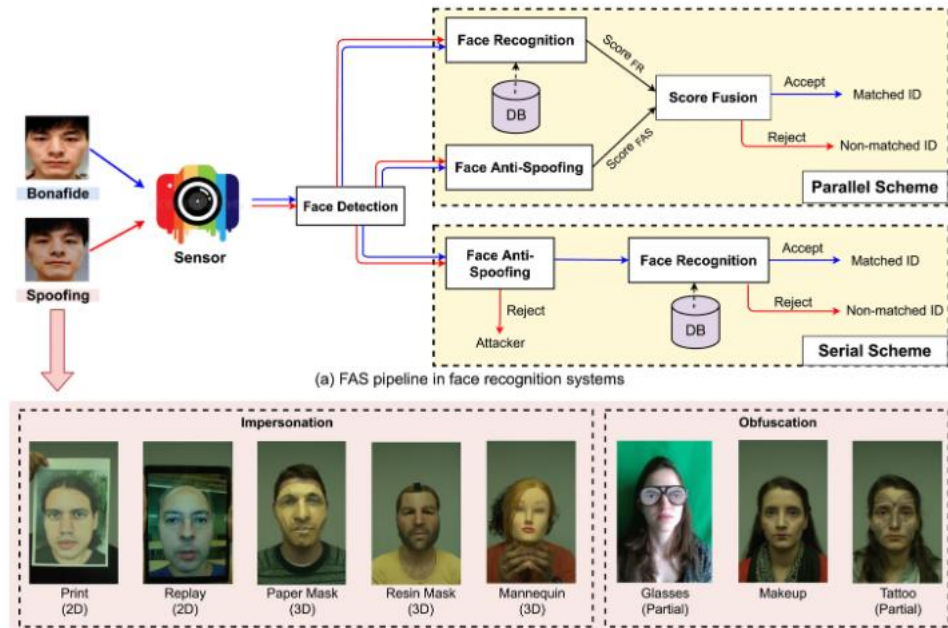 Face Recognition
Score FR
DB
Score Fusion
Accept
Matched ID
Reject
Non-matched ID
Face Anti-Spoofing
Score FAS
Parallel Scheme
Bonafide
Spoofing
Sensor
Face Detection
Face Anti-
Spoofing
Reject
Attacker
Face Recognition
DB
Accept
Matched ID
Reject
Non-matched ID
Serial Scheme
(a) FAS pipeline in face recognition systems
Impersonation
Print
(2D)
Replay
(2D)
Paper Mask
(3D)
Resin Mask
(3D)
Mannequin
(3D)
Obfuscation
Glasses
(Partial)
Makeup
Tattoo
(Partial)